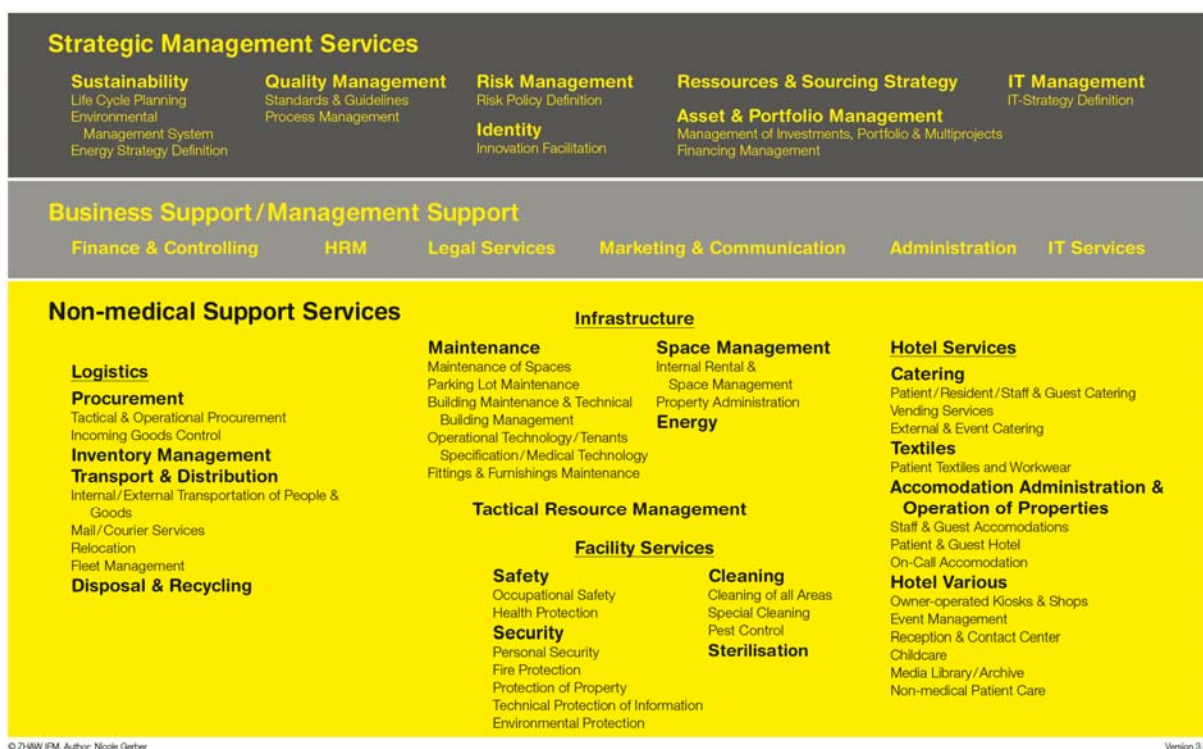 Strategic Management Services
Sustainability
Life Cycle Planning
Environmental
Management System
Energy Strategy Definition
Quality Management
Standards & Guidelines
Process Management
Risk Management
Risk Policy Definition
Identity
Innovation Facilitation
Ressources & Sourcing Strategy
Asset & Portfolio Management
Management of Investments, Portfolio & Multiprojects
Financing Management
IT Management
IT-Strategy Definition
Business Support/Management Support
Finance & Controlling
HRM
Legal Services
Marketing & Communication
Administration
IT Services
Non-medical Support Services
Logistics
Procurement
Tactical & Operational Procurement
Incoming Goods Control
Inventory Management
Transport & Distribution
Internal/External Transportation of People &
Goods
Mail/Courier Services
Relocation
Fleet Management
Disposal & Recycling
Infrastructure
Maintenance
Maintenance of Spaces
Parking Lot Maintenance
Building Maintenance & Technical
Building Management
Operational Technology/Tenants
Specification/Medical Technology
Fittings & Furnishings Maintenance
Space Management
Internal Rental &
Space Management
Property Administration
Energy
Tactical Resource Management
Facility Services
Safety
Occupational Safety
Health Protection
Security
Personal Security
Fire Protection
Protection of Property
Technical Protection of Information
Environmental Protection
Cleaning
Cleaning of all Areas
Special Cleaning
Pest Control
Sterilisation
Hotel Services
Catering
Patient/Resident/Staff & Guest Catering
Vending Services
External & Event Catering
Textiles
Patient Textiles and Workwear
Accomodation Administration &
Operation of Properties
Staff & Guest Accomodations
Patient & Guest Hotel
On-Call Accomodation
Hotel Various
Owner-operated Kiosks & Shops
Event Management
Reception & Contact Center
Childcare
Media Library/Archive
Non-medical Patient Care
© ZHAW IFM, Author: Nicole Gerber
Version 3.